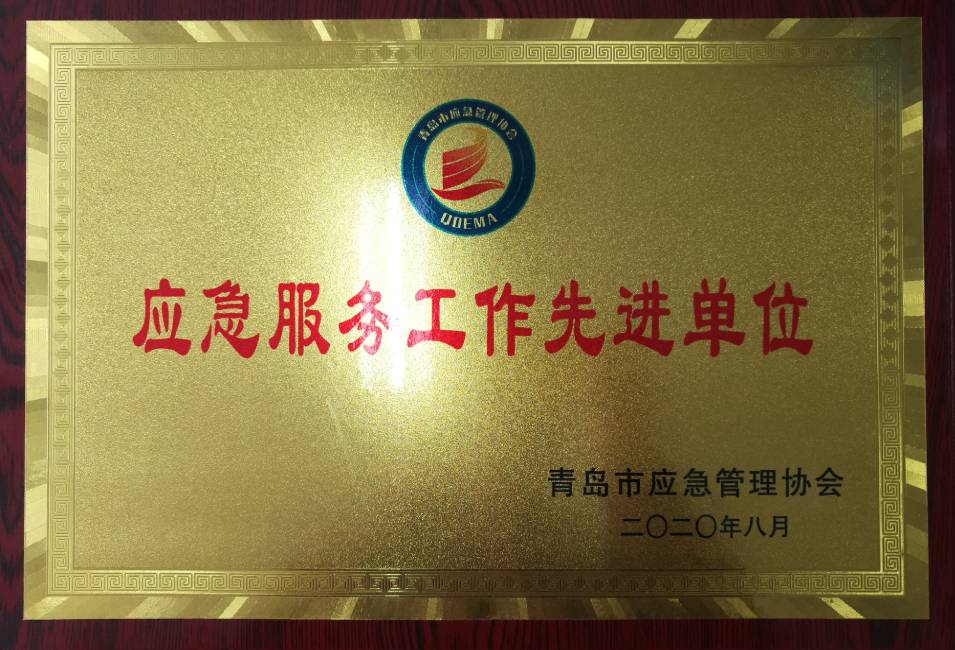 青岛市应急管理协会
QDEMA
应急服务工作先进单位
青岛市应急管理协会
二〇二〇年八月